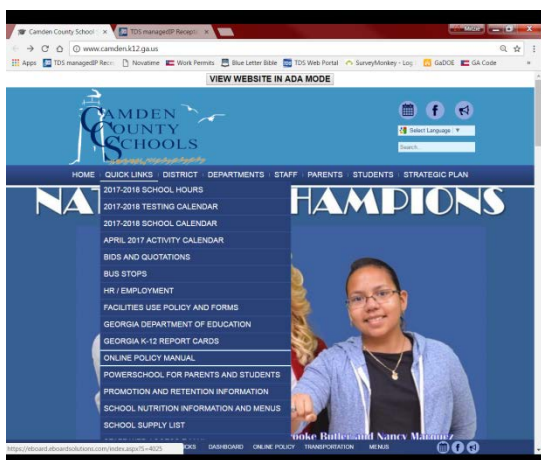 Camden County School
TDS managedIP Recepti
www.camden.k12.ga.us
Apps TDS managedIP Rece Novatime Work Permits Blue Letter Bible TDS Web Portal SurveyMonkey - Log GaDOE GA Code
VIEW WEBSITE IN ADA MODE
CAMDEN
COUNTY
SCHOOLS
Select Language ▼
Search
HOME QUICK LINKS DISTRICT DEPARTMENTS STAFF PARENTS STUDENTS STRATEGIC PLAN
NAT HAMPIONS
2017-2018 SCHOOL HOURS
2017-2018 TESTING CALENDAR
2017-2018 SCHOOL CALENDAR
APRIL 2017 ACTIVITY CALENDAR
BIDS AND QUOTATIONS
BUS STOPS
HR / EMPLOYMENT
FACILITIES USE POLICY AND FORMS
GEORGIA DEPARTMENT OF EDUCATION
GEORGIA K-12 REPORT CARDS
ONLINE POLICY MANUAL
POWERSCHOOL FOR PARENTS AND STUDENTS
PROMOTION AND RETENTION INFORMATION
SCHOOL NUTRITION INFORMATION AND MENUS
SCHOOL SUPPLY LIST
ooke Butler and Nancy Marquez
https://eboard.eboardsolutions.com/index.aspx?S=4025
DASHBOARD ONLINE POLICY TRANSPORTATION MENUS